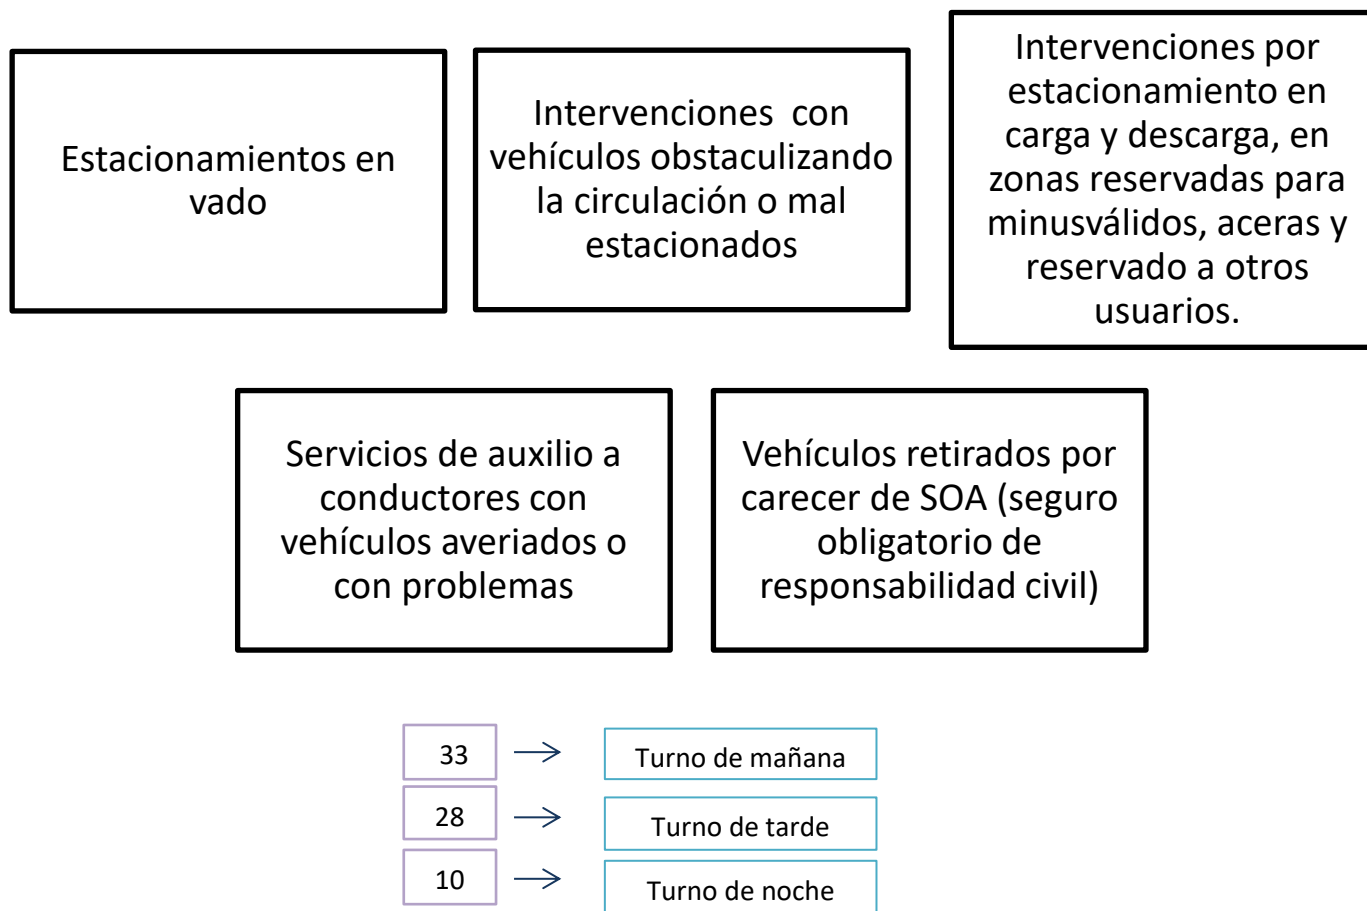 Estacionamientos en
vado
Intervenciones con
vehículos obstaculizando
la circulación o mal
estacionados
Intervenciones por
estacionamiento en
carga y descarga, en
zonas reservadas para
minusválidos, aceras y
reservado a otros
usuarios.
Servicios de auxilio a
conductores con
vehículos averiados o
con problemas
Vehículos retirados por
carecer de SOA (seguro
obligatorio de
responsabilidad civil)
33 → Turno de mañana
28 → Turno de tarde
10 → Turno de noche